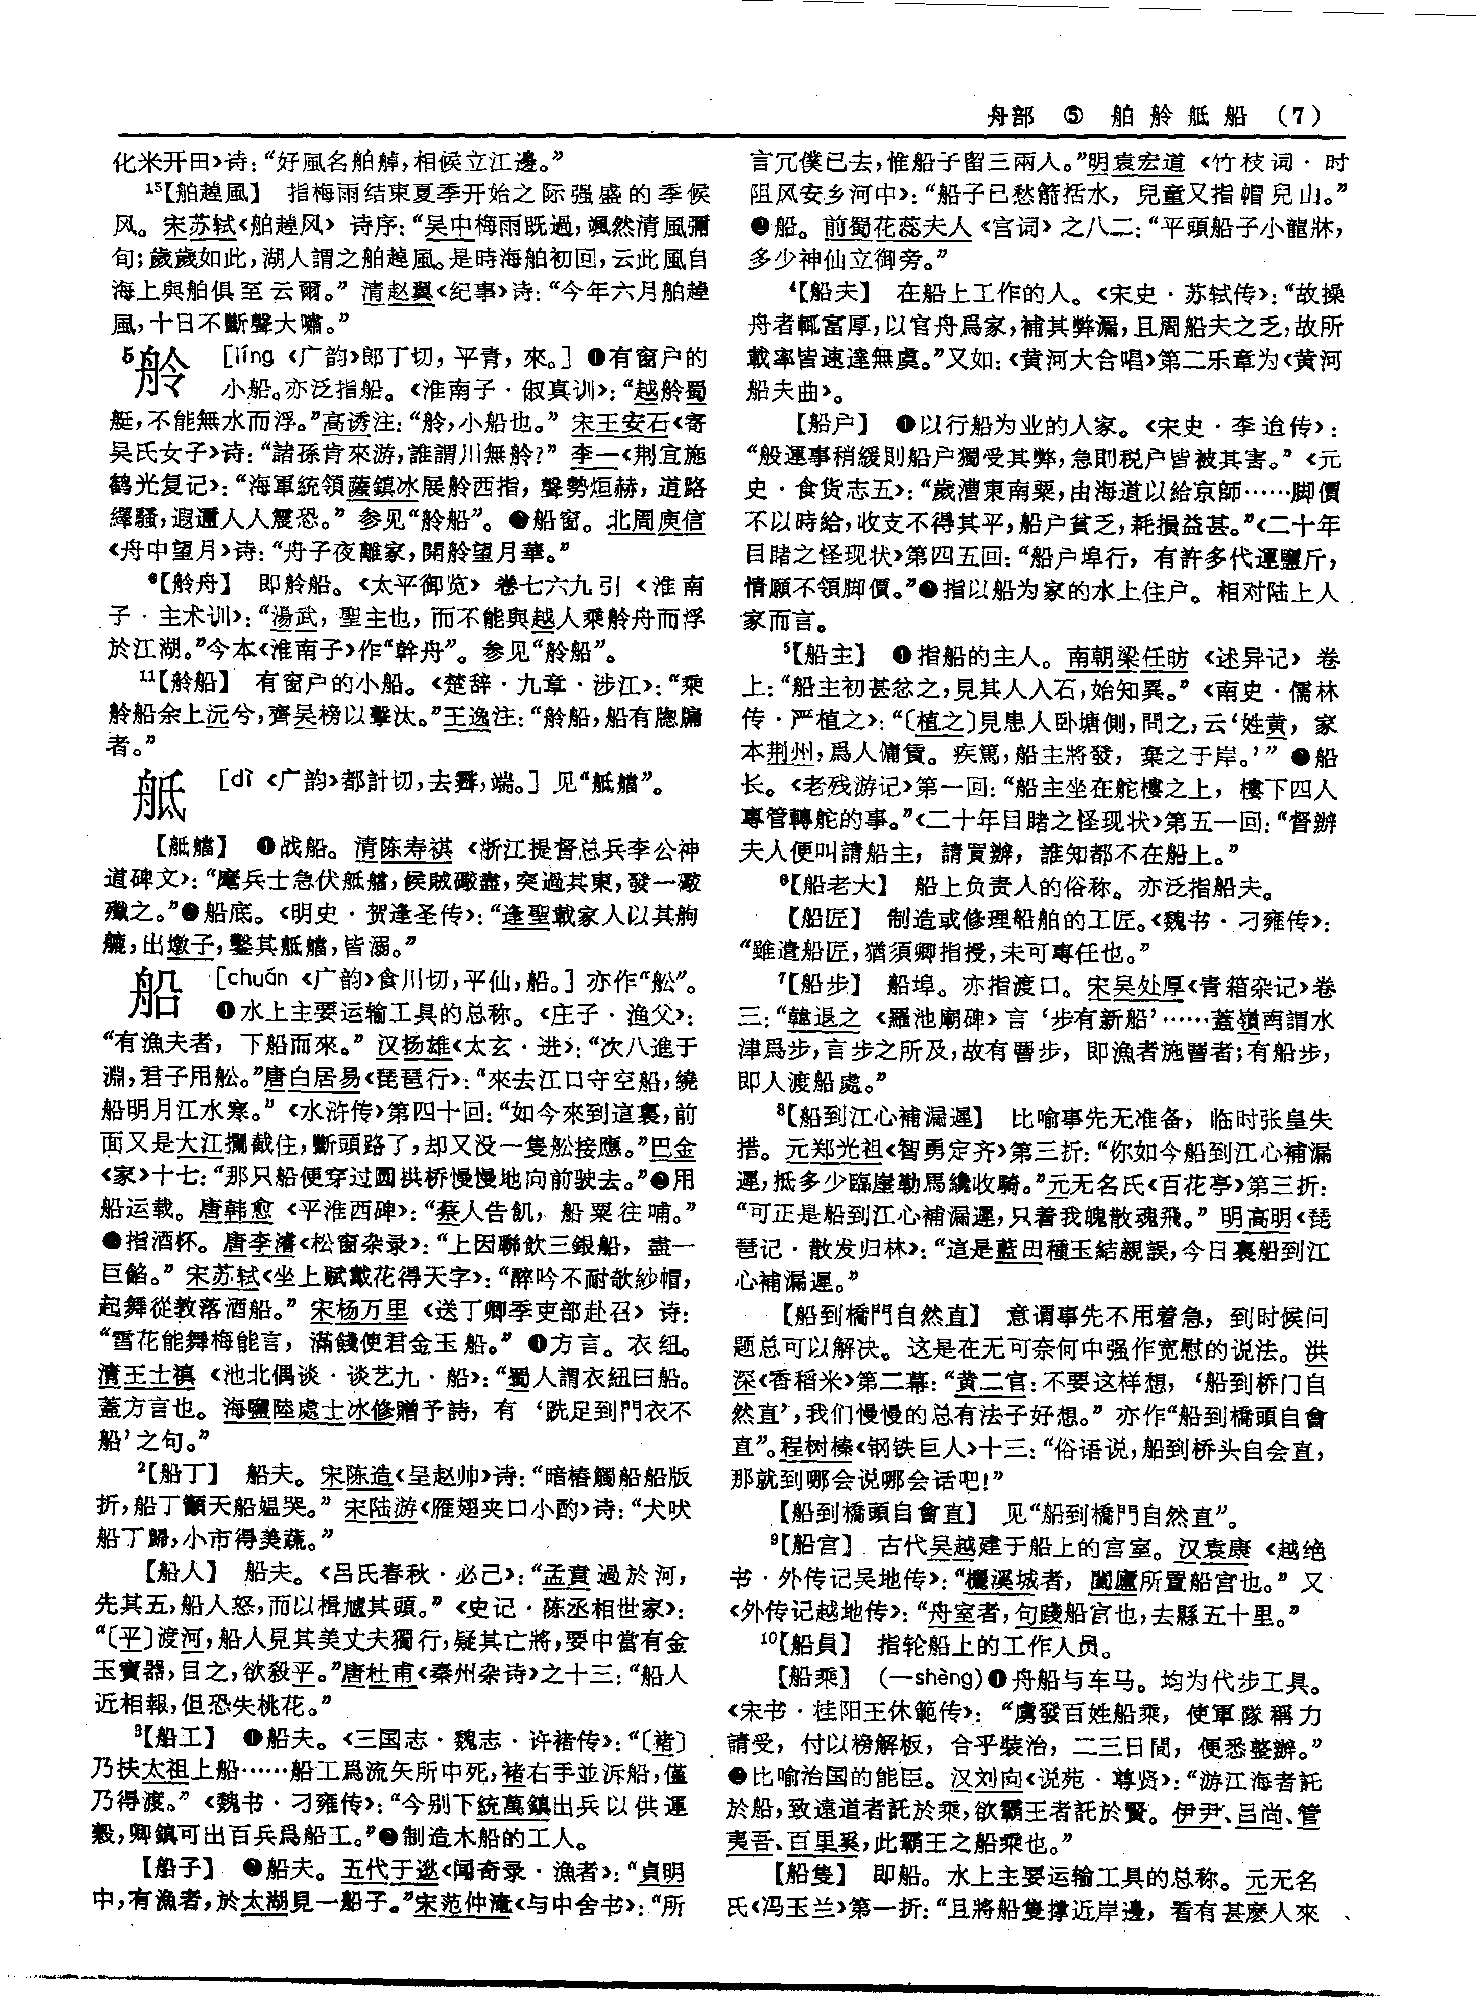 舟部 ⑤ 舶舲䑯船 (7)
化米开田》诗：“好風名舶䑲，相候立江邊。”
¹⁵【舶趠風】 指梅雨结束夏季开始之际强盛的季候
风。宋苏轼《舶趠风》诗序：“吴中梅雨既過，颯然清風彌
旬；歲歲如此，湖人謂之舶趠風。是時海舶初回，云此風自
海上與舶俱至云爾。”清赵翼《纪事》诗：“今年六月舶趠
風，十日不斷聲大嘯。”
⁵舲 [líng《广韵》郎丁切，平青，來。] ❶有窗户的
小船。亦泛指船。《淮南子·俶真训》：“越舲蜀
艇，不能無水而浮。”高诱注：“舲，小船也。”宋王安石《寄
吴氏女子》诗：“諸孫肯來游，誰謂川無舲？”李一《荆宜施
鹤光复记》：“海軍統領薩鎮冰展舲西指，聲勢烜赫，道路
繹騷，遐邇人人震恐。”参见“舲船”。❷船窗。北周庾信
《舟中望月》诗：“舟子夜離家，開舲望月華。”
⁶【舲舟】 即舲船。《太平御览》卷七六九引《淮南
子·主术训》：“湯武，聖主也，而不能與越人乘舲舟而浮
於江湖。”今本《淮南子》作“幹舟”。参见“舲船”。
¹¹【舲船】 有窗户的小船。《楚辞·九章·涉江》：“乘
舲船余上沅兮，齊吴榜以擊汰。”王逸注：“舲船，船有牎牖
者。”
䑯 [dǐ《广韵》都計切，去霽，端。] 见“䑯䑽”。
【䑯䑽】 ❶战船。清陈寿祺《浙江提督总兵李公神
道碑文》：“麾兵士急伏䑯䑽，俟賊礮盡，突過其東，發一礮
殲之。”❷船底。《明史·贺逢圣传》：“逢聖載家人以其舸
艬，出墩子，鑿其䑯䑽，皆溺。”
船 [chuán《广韵》食川切，平仙，船。] 亦作“舩”。
❶水上主要运输工具的总称。《庄子·渔父》：
“有漁夫者，下船而來。”汉扬雄《太玄·进》：“次八進于
淵，君子用舩。”唐白居易《琵琶行》：“來去江口守空船，繞
船明月江水寒。”《水浒传》第四十回：“如今來到這裏，前
面又是大江攔截住，斷頭路了，却又没一隻舩接應。”巴金
《家》十七：“那只船便穿过圆拱桥慢慢地向前驶去。”❷用
船运载。唐韩愈《平淮西碑》：“蔡人告飢，船粟往哺。”
❸指酒杯。唐李濬《松窗杂录》：“上因聯飲三銀船，盡一
巨餡。”宋苏轼《坐上赋戴花得天字》：“醉吟不耐欹紗帽，
起舞從教落酒船。”宋杨万里《送丁卿季吏部赴召》诗：
“雪花能舞梅能言，滿餞使君金玉船。”❹方言。衣纽。
清王士禛《池北偶谈·谈艺九·船》：“蜀人謂衣紐曰船。
蓋方言也。海鹽陸處士冰修贈予詩，有‘跣足到門衣不
船’之句。”
²【船丁】 船夫。宋陈造《呈赵帅》诗：“暗樁觸船船版
折，船丁顫天船媪哭。”宋陆游《雁翅夹口小酌》诗：“犬吠
船丁歸，小市得美蔬。”
【船人】 船夫。《吕氏春秋·必己》：“孟賁過於河，
先其五，船人怒，而以楫虓其頭。”《史记·陈丞相世家》：
“〔平〕渡河，船人見其美丈夫獨行，疑其亡將，要中當有金
玉寶器，目之，欲殺平。”唐杜甫《秦州杂诗》之十三：“船人
近相報，但恐失桃花。”
³【船工】 ❶船夫。《三国志·魏志·许褚传》：“〔褚〕
乃扶太祖上船……船工爲流矢所中死，褚右手並泝船，僅
乃得渡。”《魏书·刁雍传》：“今别下統萬鎮出兵以供運
穀，卿鎮可出百兵爲船工。”❷制造木船的工人。
【船子】 ❶船夫。五代于逖《闻奇录·漁者》：“貞明
中，有漁者，於太湖見一船子。”宋范仲淹《与中舍书》：“所
言冗僕已去，惟船子留三兩人。”明袁宏道《竹枝词·时
阻风安乡河中》：“船子已愁箭括水，兒童又指帽兒山。”
❷船。前蜀花蕊夫人《宫词》之八二：“平頭船子小龍牀，
多少神仙立御旁。”
⁴【船夫】 在船上工作的人。《宋史·苏轼传》：“故操
舟者輒富厚，以官舟爲家，補其弊漏，且周船夫之乏，故所
載率皆速達無虞。”又如：《黄河大合唱》第二乐章为《黄河
船夫曲》。
【船户】 ❶以行船为业的人家。《宋史·李迨传》：
“般運事稍緩則船户獨受其弊，急則税户皆被其害。”《元
史·食货志五》：“歲漕東南粟，由海道以給京師……脚價
不以時給，收支不得其平，船户貧乏，耗損益甚。”《二十年
目睹之怪现状》第四五回：“船户埠行，有許多代運鹽斤，
情願不領脚價。”❷指以船为家的水上住户。相对陆上人
家而言。
⁵【船主】 ❶指船的主人。南朝梁任昉《述异记》卷
上：“船主初甚忿之，見其人入石，始知異。”《南史·儒林
传·严植之》：“〔植之〕見患人卧塘側，問之，云‘姓黄，家
本荆州，爲人傭賃。疾篤，船主將發，棄之于岸。’”❷船
长。《老残游记》第一回：“船主坐在舵樓之上，樓下四人
專管轉舵的事。”《二十年目睹之怪现状》第五一回：“督辦
夫人便叫請船主，請買辦，誰知都不在船上。”
⁶【船老大】 船上负责人的俗称。亦泛指船夫。
【船匠】 制造或修理船舶的工匠。《魏书·刁雍传》：
“雖遣船匠，猶須卿指授，未可專任也。”
⁷【船步】 船埠。亦指渡口。宋吴处厚《青箱杂记》卷
三：“韓退之《羅池廟碑》言‘步有新船’……蓋嶺南謂水
津爲步，言步之所及，故有罾步，即漁者施罾者；有船步，
即人渡船處。”
⁸【船到江心補漏遲】 比喻事先无准备，临时张皇失
措。元郑光祖《智勇定齐》第三折：“你如今船到江心補漏
遲，抵多少臨崖勒馬纔收騎。”元无名氏《百花亭》第三折：
“可正是船到江心補漏遲，只着我魄散魂飛。”明高明《琵
琶记·散发归林》：“這是藍田種玉結親誤，今日裏船到江
心補漏遲。”
【船到橋門自然直】 意谓事先不用着急，到时候问
题总可以解决。这是在无可奈何中强作宽慰的说法。洪
深《香稻米》第二幕：“黄二官：不要这样想，‘船到桥门自
然直’，我们慢慢的总有法子好想。”亦作“船到橋頭自會
直”。程树榛《钢铁巨人》十三：“俗语说，船到桥头自会直，
那就到哪会说哪会话吧！”
【船到橋頭自會直】 见“船到橋門自然直”。
⁹【船宫】 古代吴越建于船上的宫室。汉袁康《越绝
书·外传记吴地传》：“欐溪城者，闔廬所置船宫也。”又
《外传记越地传》：“舟室者，句踐船宫也，去縣五十里。”
¹⁰【船員】 指轮船上的工作人员。
【船乘】 (—shèng)❶舟船与车马。均为代步工具。
《宋书·桂阳王休範传》：“虜發百姓船乘，使軍隊稱力
請受，付以榜解板，合乎裝治，二三日間，便悉整辦。”
❷比喻治国的能臣。汉刘向《说苑·尊贤》：“游江海者託
於船，致遠道者託於乘，欲霸王者託於賢。伊尹、吕尚、管
夷吾、百里奚，此霸王之船乘也。”
【船隻】 即船。水上主要运输工具的总称。元无名
氏《冯玉兰》第一折：“且將船隻撑近岸邊，看有甚麽人來